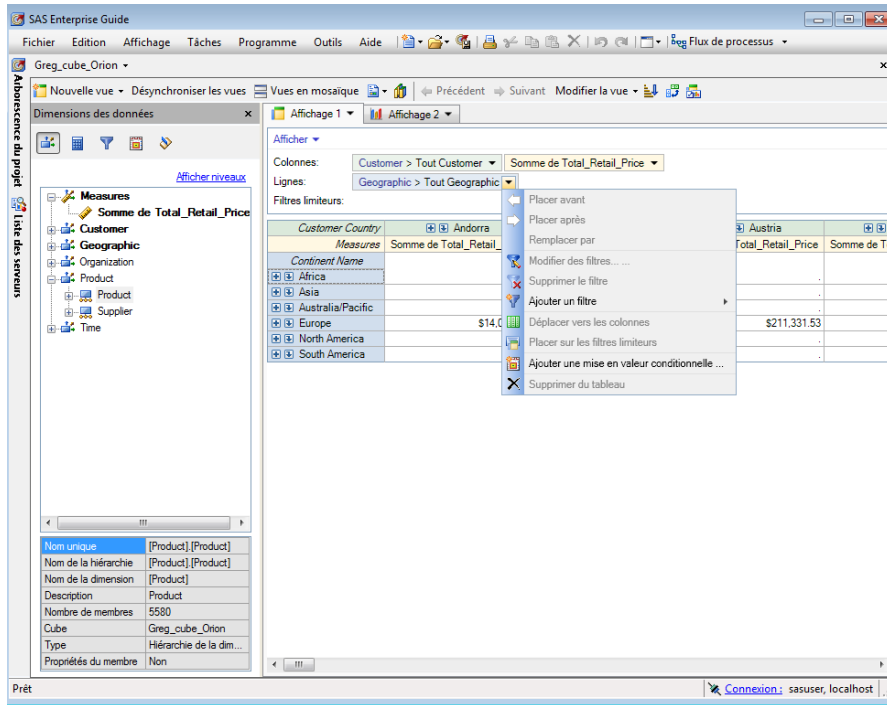 SAS Enterprise Guide
Fichier Edition Affichage Tâches Programme Outils Aide Flux de processus
Greg_cube_Orion
Nouvelle vue Désynchroniser les vues Vues en mosaïque Précédent Suivant Modifier la vue
Arborescence du projet
Liste des serveurs
Dimensions des données
Afficher niveaux
Measures
Somme de Total_Retail_Price
Customer
Geographic
Organization
Product
Product
Supplier
Time
Nom unique [Product].[Product]
Nom de la hiérarchie [Product].[Product]
Nom de la dimension [Product]
Description Product
Nombre de membres 5580
Cube Greg_cube_Orion
Type Hiérarchie de la dim...
Propriétés du membre Non
Affichage 1 Affichage 2
Afficher
Colonnes: Customer > Tout Customer Somme de Total_Retail_Price
Lignes: Geographic > Tout Geographic
Filtres limiteurs:
Customer Country Andorra Austria
Measures Somme de Total_Retail_ Total_Retail_Price Somme de T
Continent Name
Africa .
Asia .
Australia/Pacific .
Europe $14,0 $211,331.53
North America .
South America .
Placer avant
Placer après
Remplacer par
Modifier des filtres... ...
Supprimer le filtre
Ajouter un filtre
Déplacer vers les colonnes
Placer sur les filtres limiteurs
Ajouter une mise en valeur conditionnelle ...
Supprimer du tableau
Prêt
Connexion : sasuser, localhost